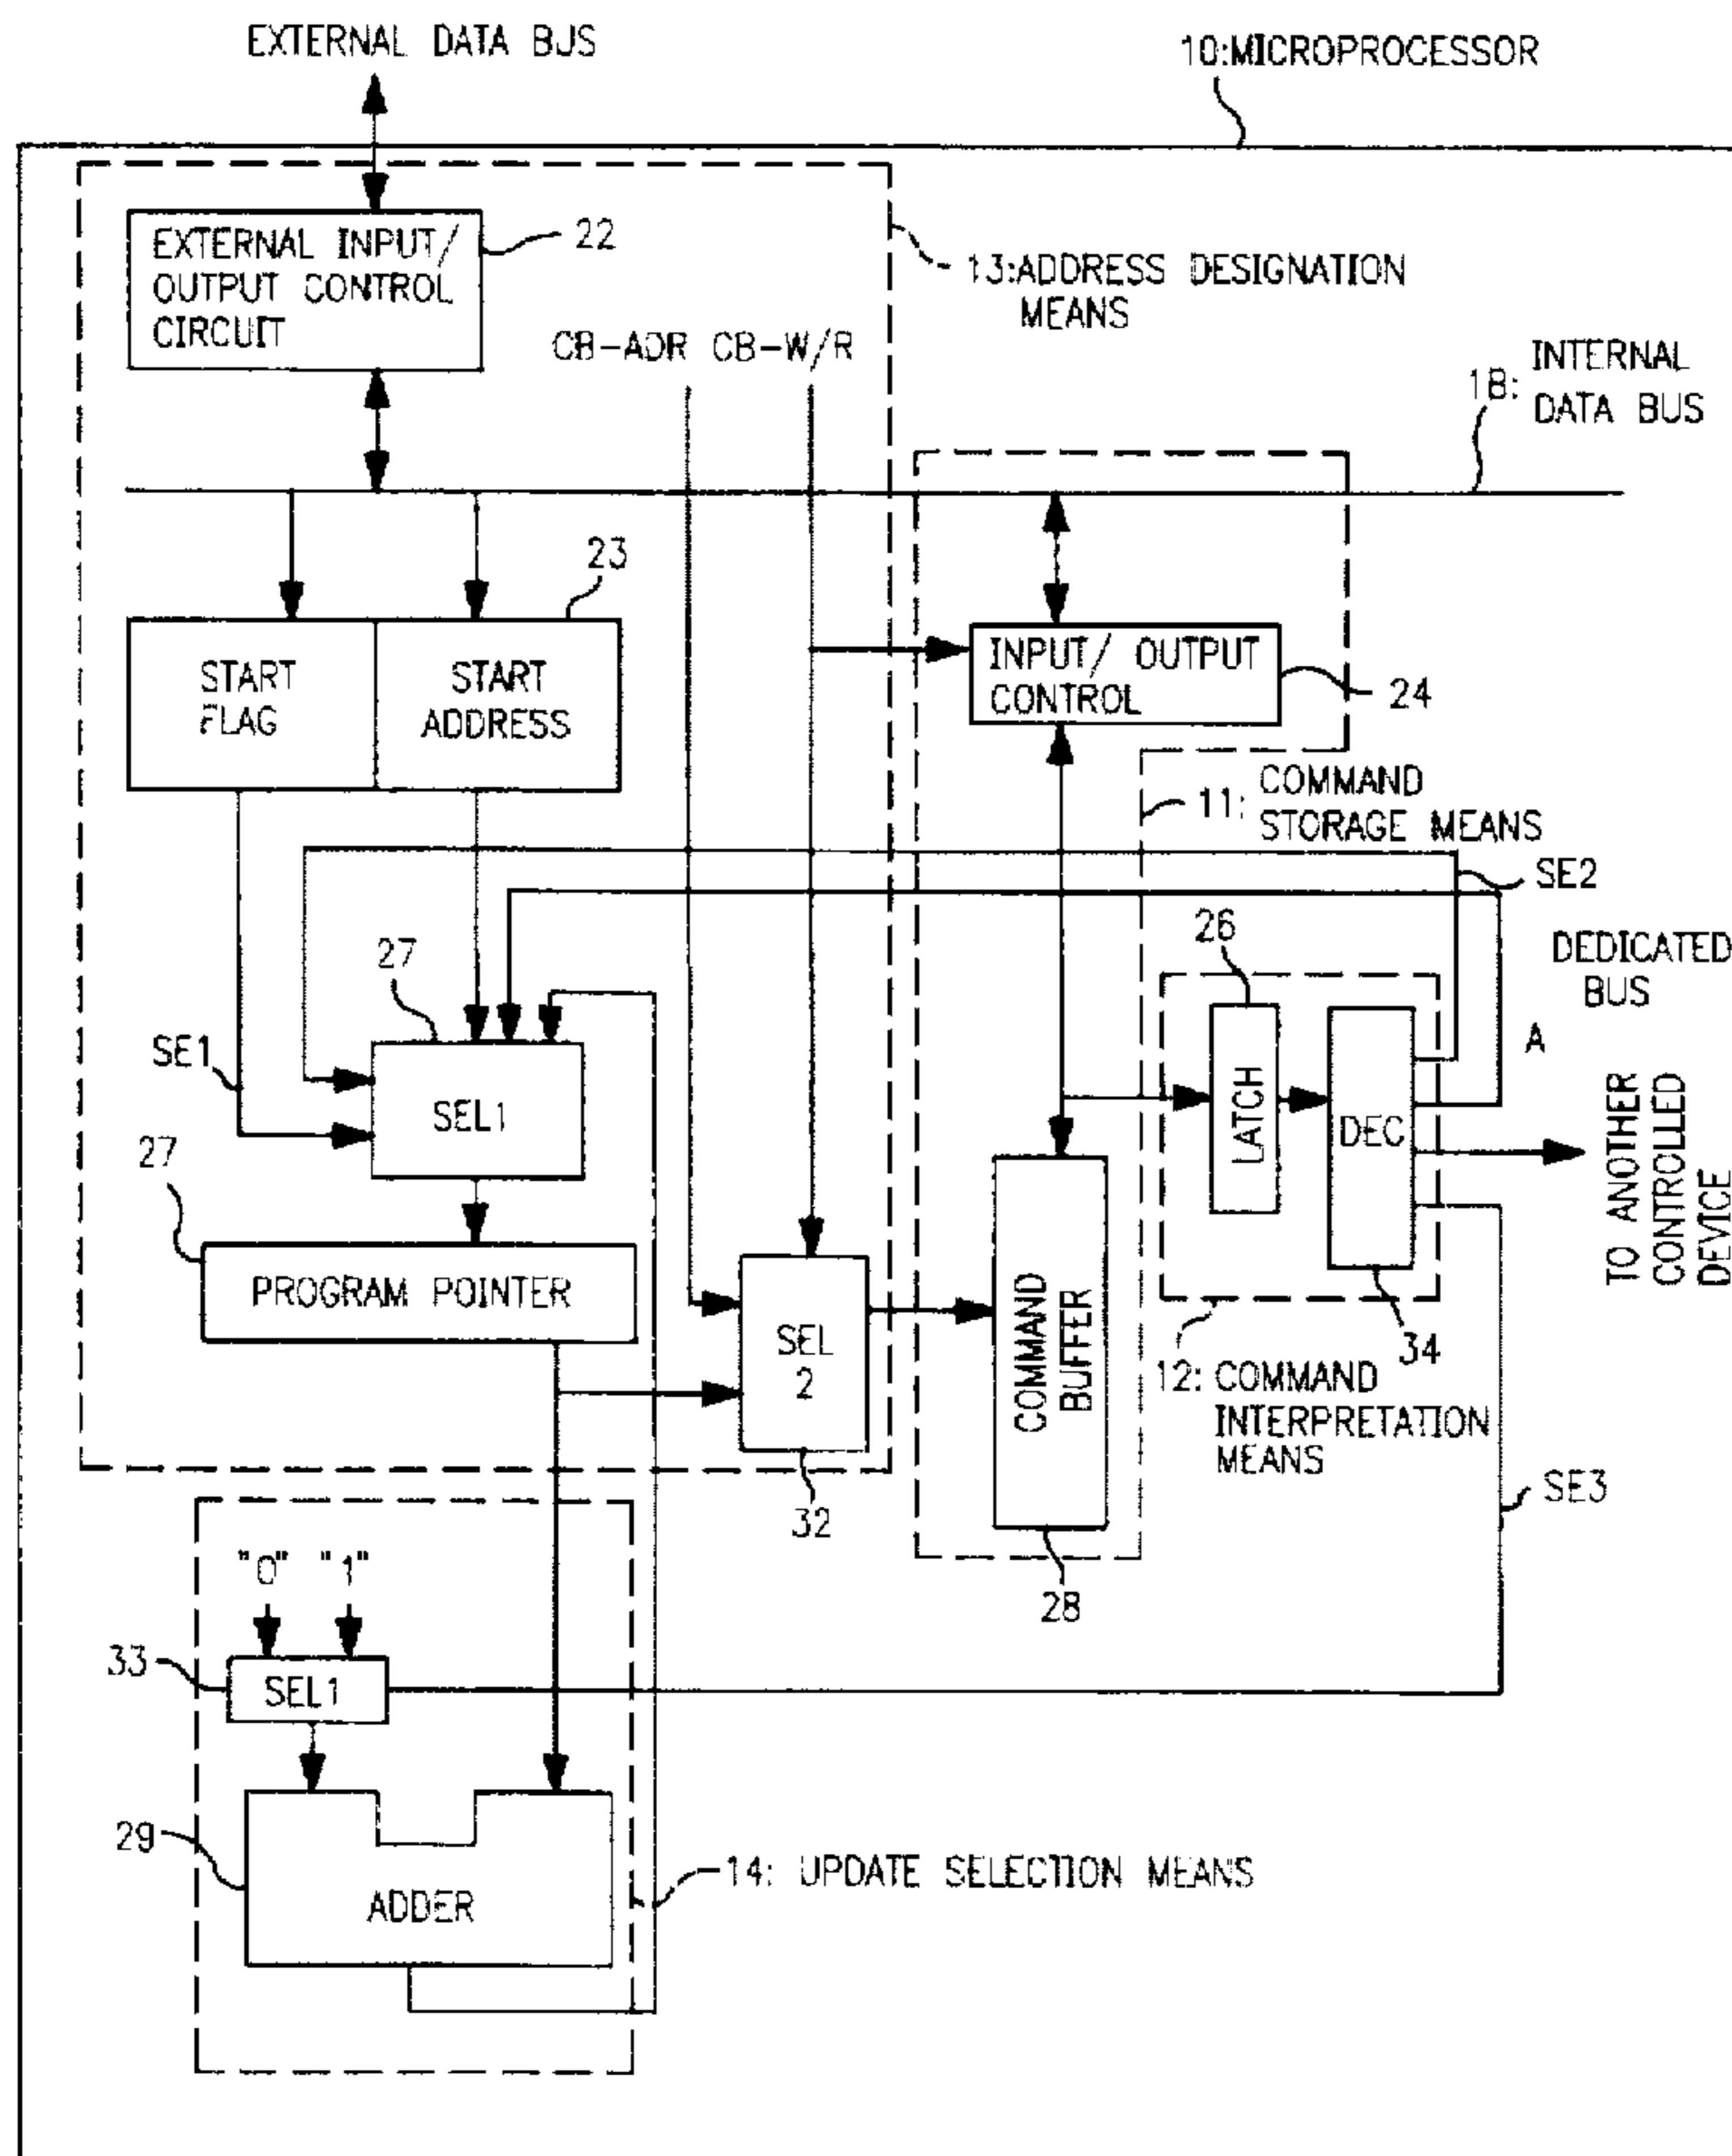 EXTERNAL DATA BUS
10:MICROPROCESSOR
EXTERNAL INPUT/
OUTPUT CONTROL
CIRCUIT
22
13:ADDRESS DESIGNATION
MEANS
CB-ADR CB-W/R
18: INTERNAL
DATA BUS
23
START
FLAG
START
ADDRESS
INPUT/ OUTPUT
CONTROL
24
11: COMMAND
STORAGE MEANS
SE2
26
DEDICATED
BUS
27
SE1
SEL1
LATCH
DEC
A
TO ANOTHER
CONTROLLED
DEVICE
27
PROGRAM POINTER
SEL
2
COMMAND
BUFFER
34
12: COMMAND
INTERPRETATION
MEANS
32
SE3
"0" "1"
28
33
SEL1
29
ADDER
14: UPDATE SELECTION MEANS